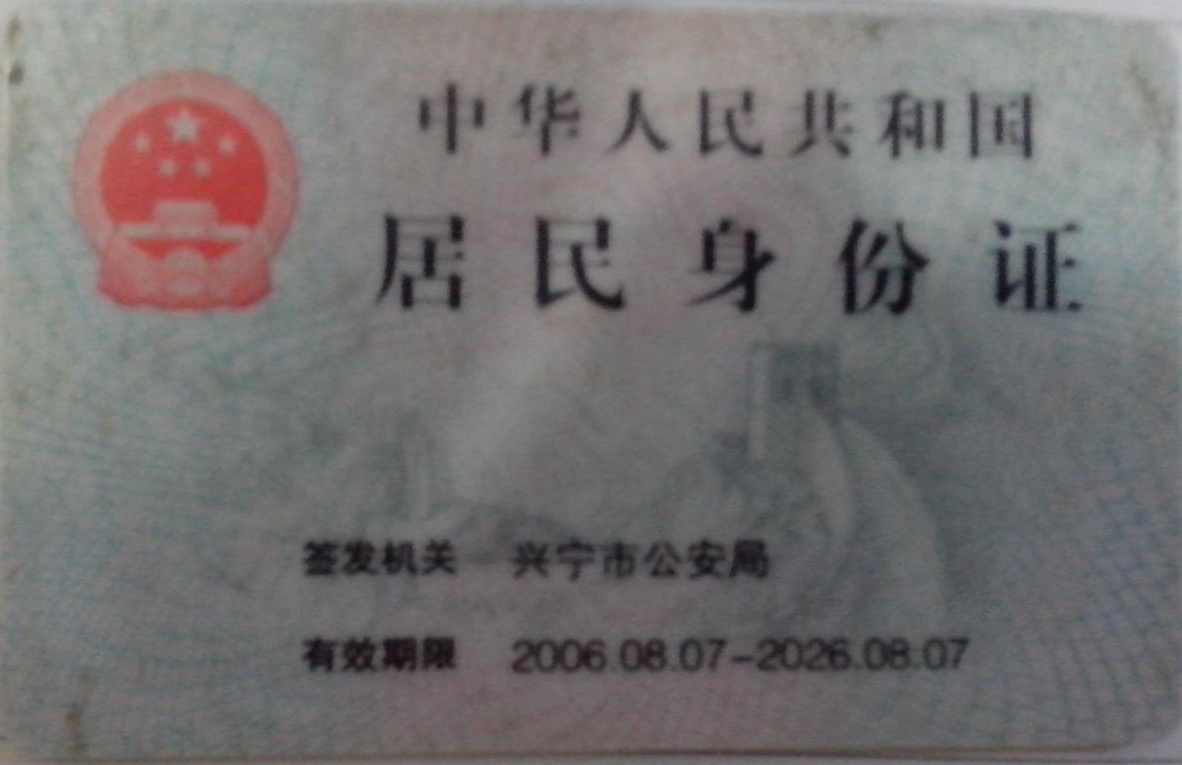 中华人民共和国
居民身份证
签发机关 兴宁市公安局
有效期限 2006.08.07-2026.08.07